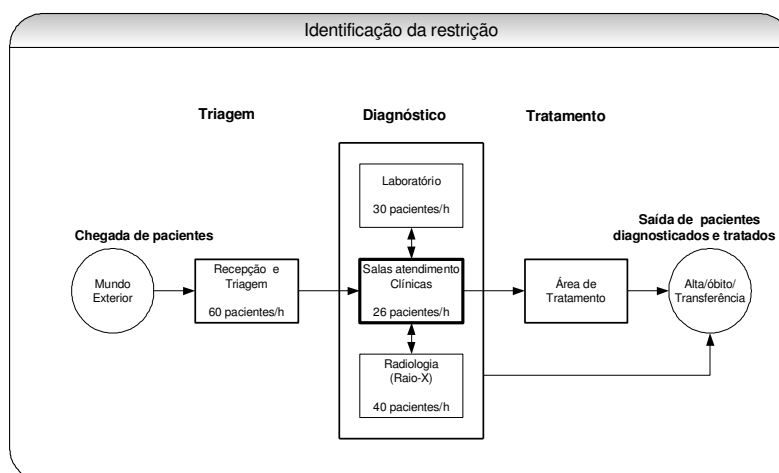 Identificação da restrição
Triagem
Diagnóstico
Tratamento
Laboratório
30 pacientes/h
Chegada de pacientes
Saída de pacientes
diagnosticados e tratados
Mundo
Exterior
Recepção e
Triagem
60 pacientes/h
Salas atendimento
Clínicas
26 pacientes/h
Área de
Tratamento
Alta/óbito/
Transferência
Radiologia
(Raio-X)
40 pacientes/h